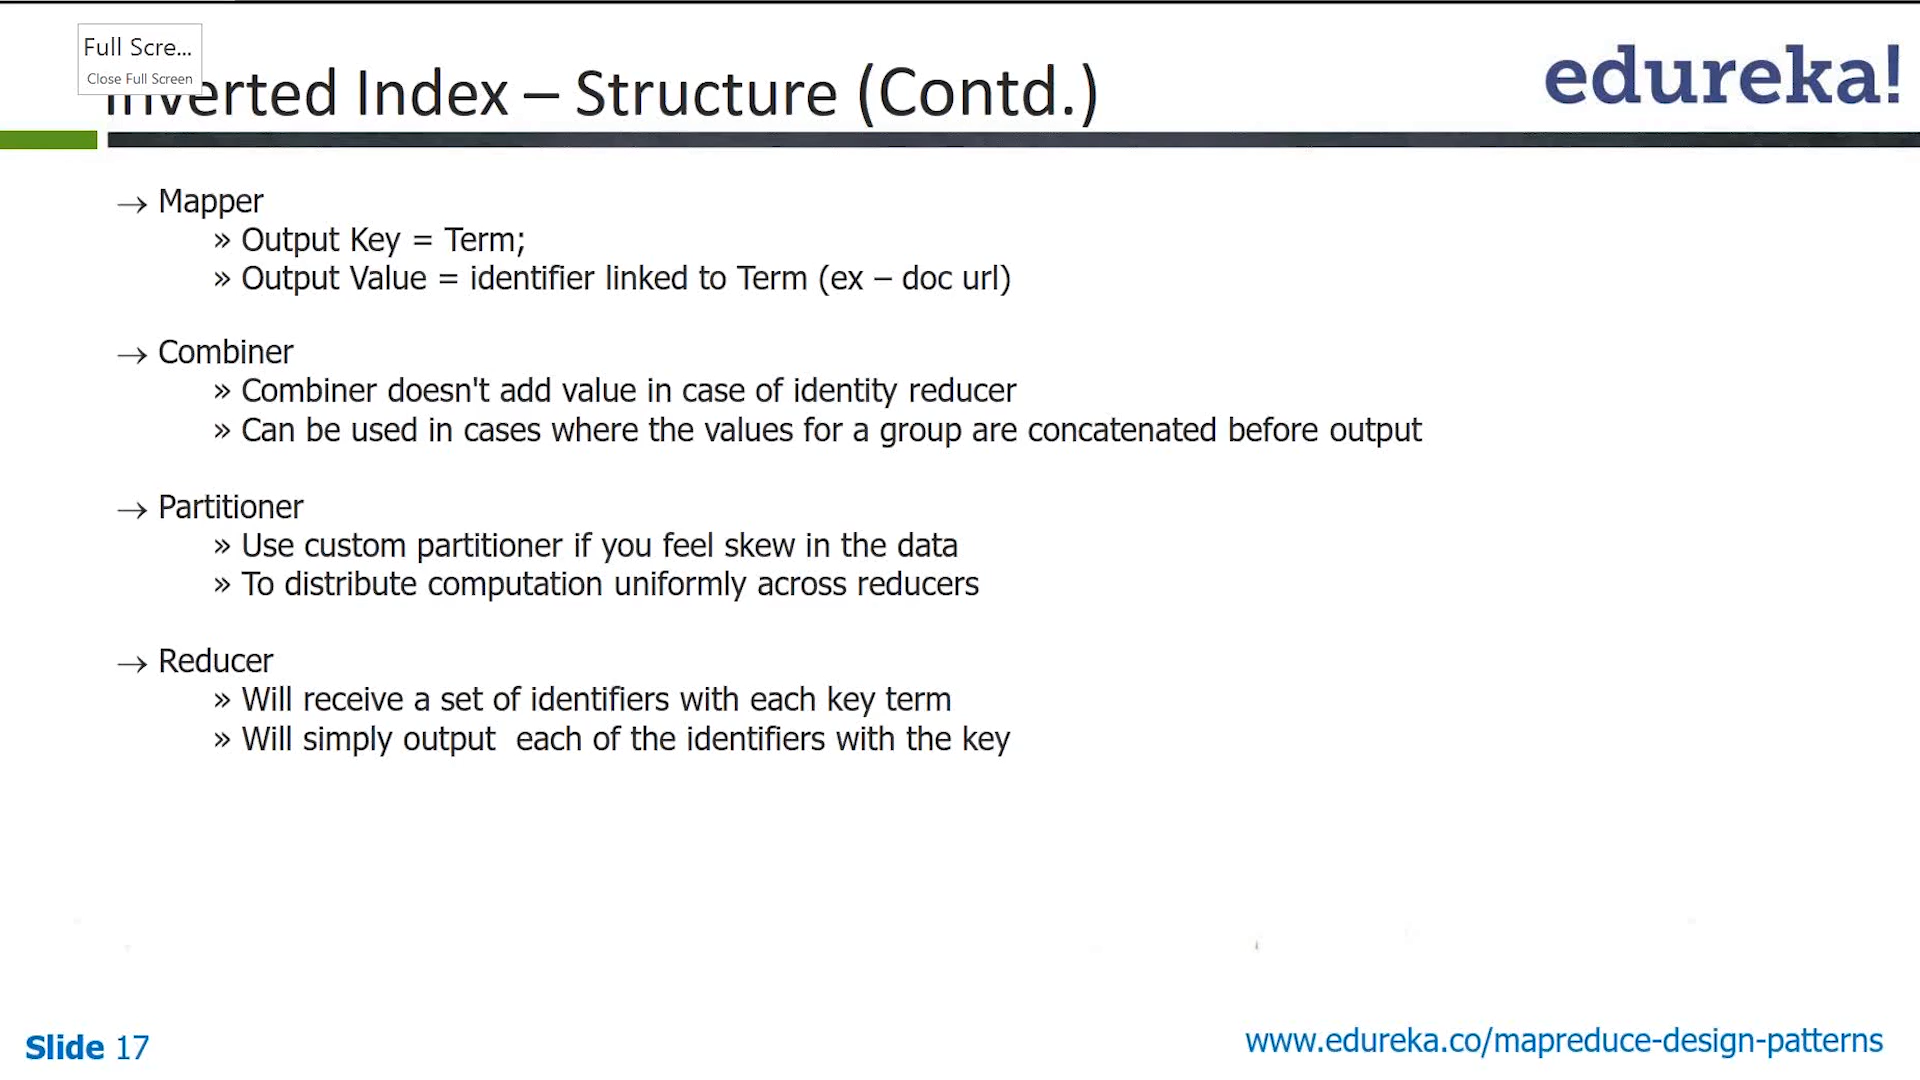 Full Scre...
Close Full Screen
Inverted Index – Structure (Contd.)
edureka!
→ Mapper
» Output Key = Term;
» Output Value = identifier linked to Term (ex – doc url)
→ Combiner
» Combiner doesn't add value in case of identity reducer
» Can be used in cases where the values for a group are concatenated before output
→ Partitioner
» Use custom partitioner if you feel skew in the data
» To distribute computation uniformly across reducers
→ Reducer
» Will receive a set of identifiers with each key term
» Will simply output  each of the identifiers with the key
Slide 17
www.edureka.co/mapreduce-design-patterns